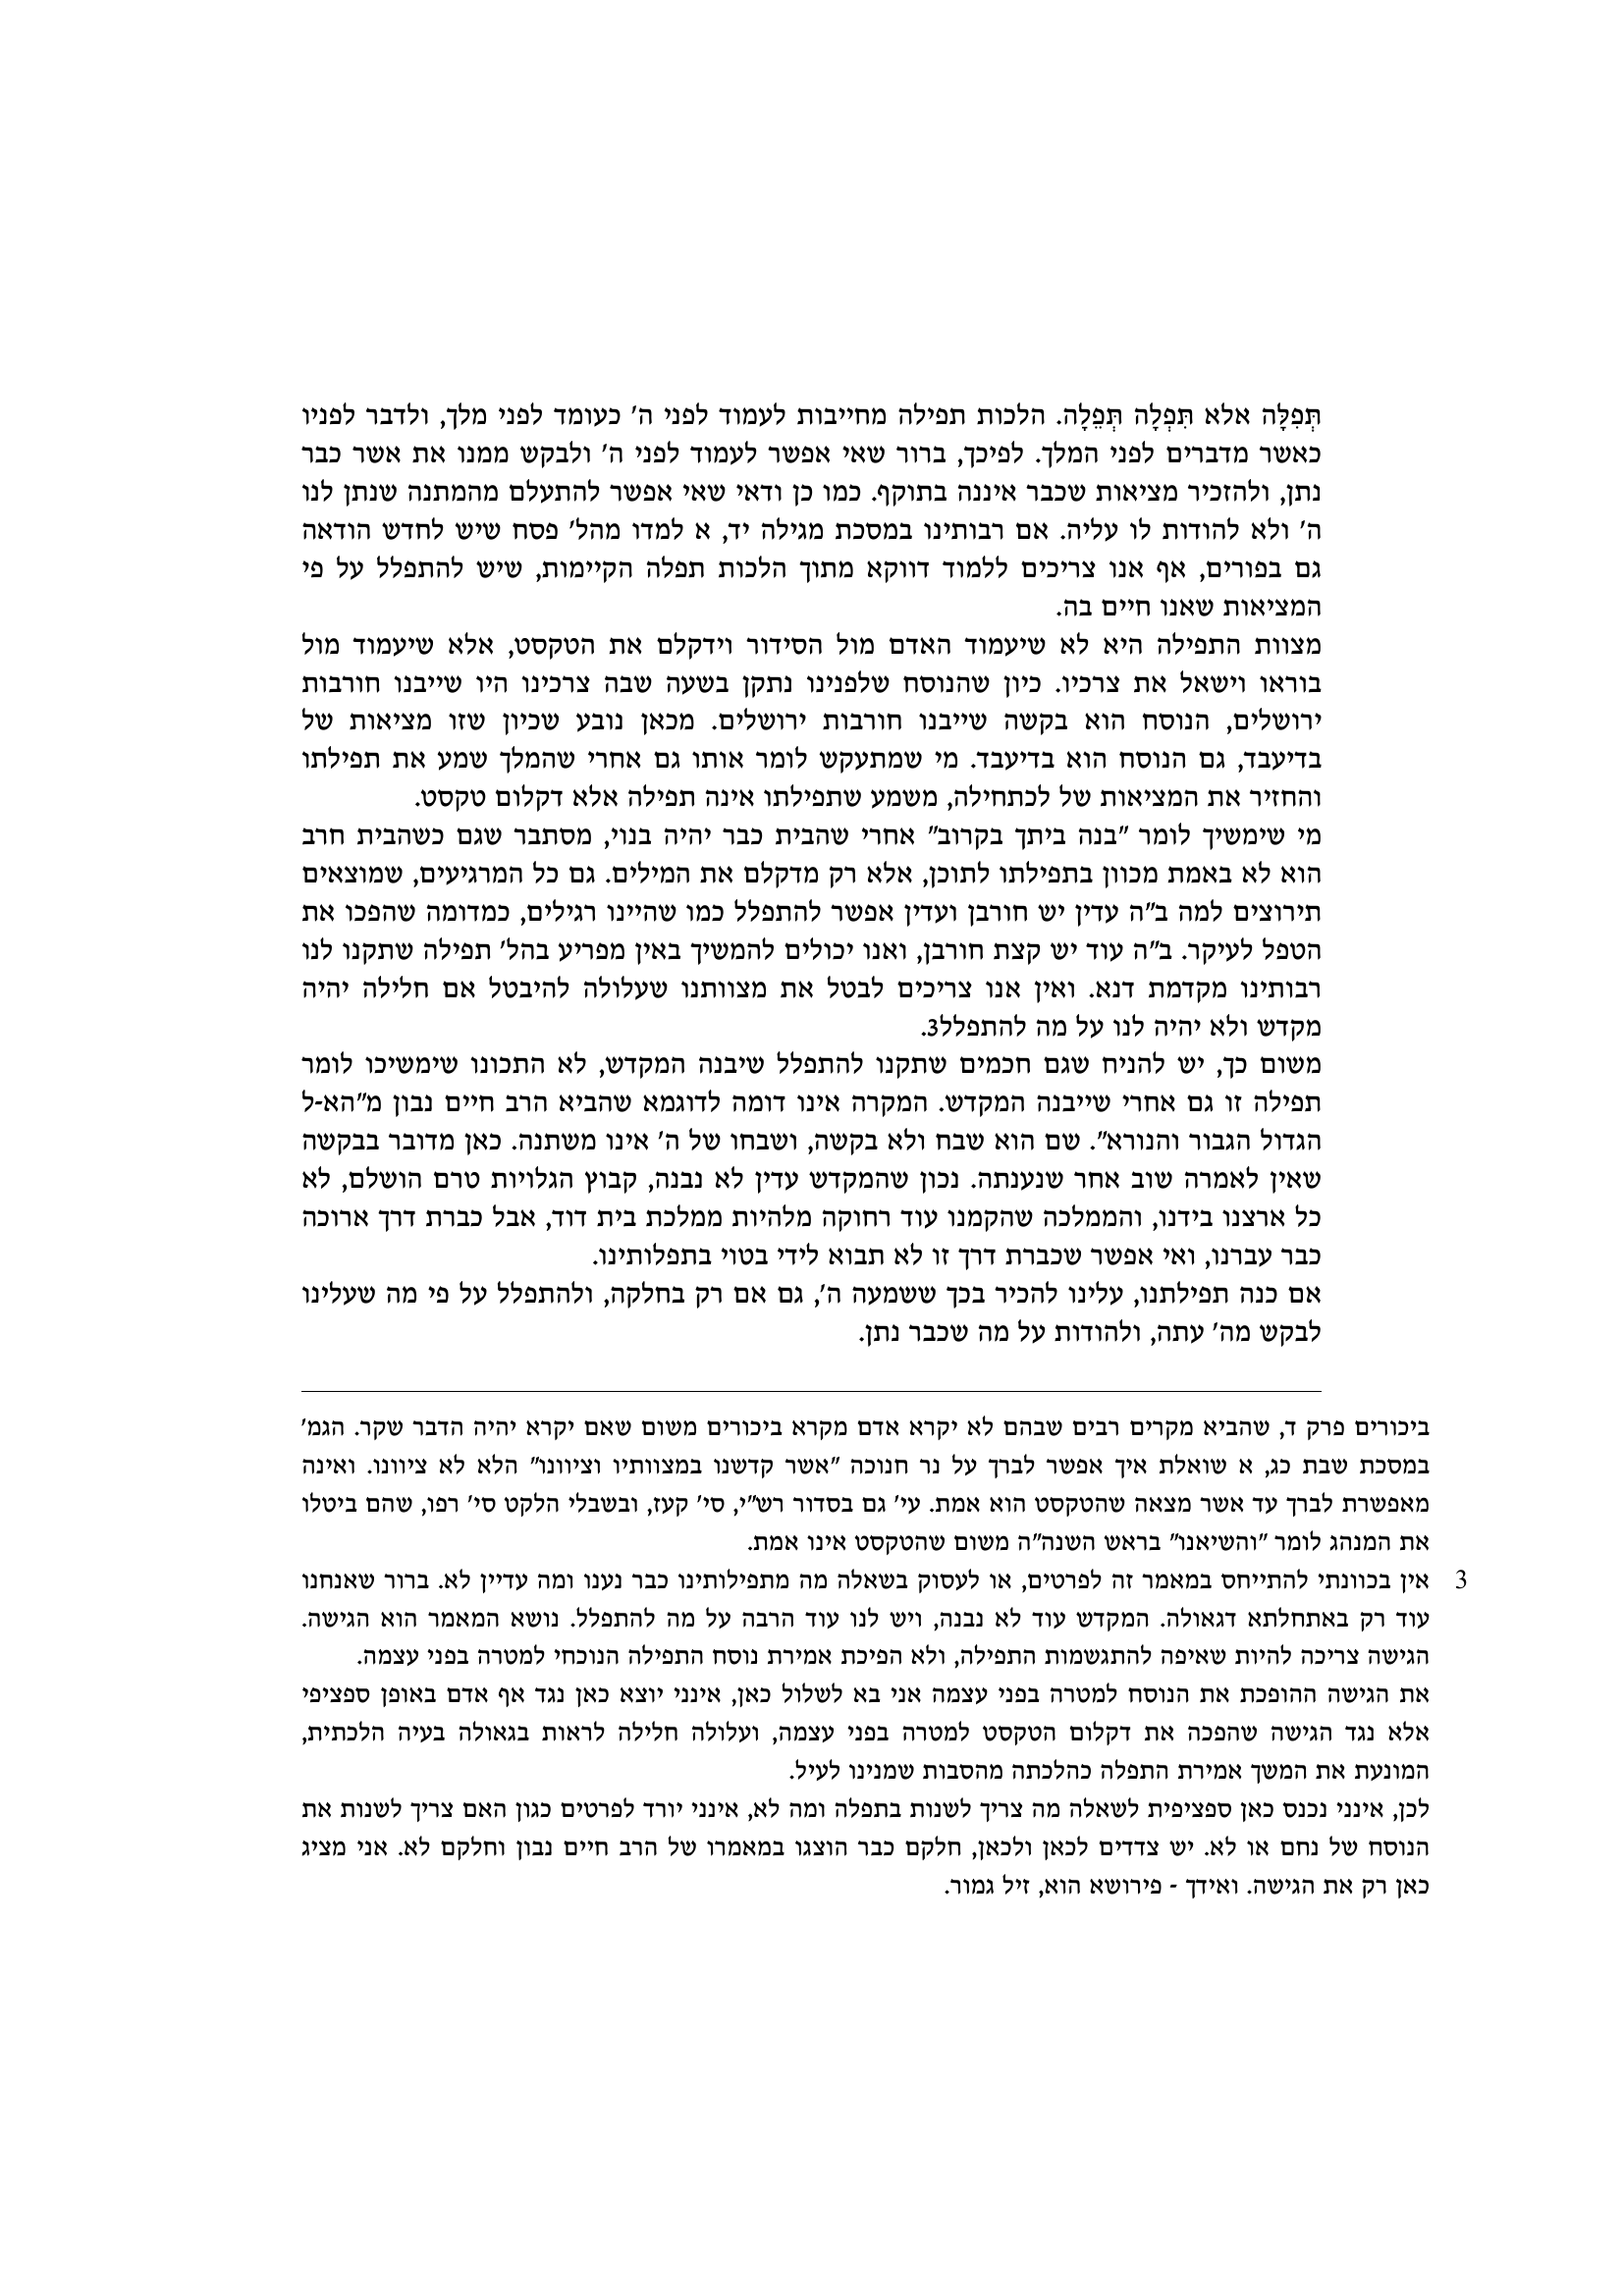 תְּפִלָּה אלא תִּפְלָה תְּפֵלָה. הלכות תפילה מחייבות לעמוד לפני ה' כעומד לפני מלך, ולדבר לפניו
כאשר מדברים לפני המלך. לפיכך, ברור שאי אפשר לעמוד לפני ה' ולבקש ממנו את אשר כבר
נתן, ולהזכיר מציאות שכבר איננה בתוקף. כמו כן ודאי שאי אפשר להתעלם מהמתנה שנתן לנו
ה' ולא להודות לו עליה. אם רבותינו במסכת מגילה יד, א למדו מהל' פסח שיש לחדש הודאה
גם בפורים, אף אנו צריכים ללמוד דווקא מתוך הלכות תפלה הקיימות, שיש להתפלל על פי
המציאות שאנו חיים בה.
מצוות התפילה היא לא שיעמוד האדם מול הסידור וידקלם את הטקסט, אלא שיעמוד מול
בוראו וישאל את צרכיו. כיון שהנוסח שלפנינו נתקן בשעה שבה צרכינו היו שייבנו חורבות
ירושלים, הנוסח הוא בקשה שייבנו חורבות ירושלים. מכאן נובע שכיון שזו מציאות של
בדיעבד, גם הנוסח הוא בדיעבד. מי שמתעקש לומר אותו גם אחרי שהמלך שמע את תפילתו
והחזיר את המציאות של לכתחילה, משמע שתפילתו אינה תפילה אלא דקלום טקסט.
מי שימשיך לומר "בנה ביתך בקרוב" אחרי שהבית כבר יהיה בנוי, מסתבר שגם כשהבית חרב
הוא לא באמת מכוון בתפילתו לתוכן, אלא רק מדקלם את המילים. גם כל המרגיעים, שמוצאים
תירוצים למה ב"ה עדין יש חורבן ועדין אפשר להתפלל כמו שהיינו רגילים, כמדומה שהפכו את
הטפל לעיקר. ב"ה עוד יש קצת חורבן, ואנו יכולים להמשיך באין מפריע בהל' תפילה שתקנו לנו
רבותינו מקדמת דנא. ואין אנו צריכים לבטל את מצוותנו שעלולה להיבטל אם חלילה יהיה
מקדש ולא יהיה לנו על מה להתפלל3.
משום כך, יש להניח שגם חכמים שתקנו להתפלל שיבנה המקדש, לא התכונו שימשיכו לומר
תפילה זו גם אחרי שייבנה המקדש. המקרה אינו דומה לדוגמא שהביא הרב חיים נבון מ"הא-ל
הגדול הגבור והנורא". שם הוא שבח ולא בקשה, ושבחו של ה' אינו משתנה. כאן מדובר בבקשה
שאין לאמרה שוב אחר שנענתה. נכון שהמקדש עדין לא נבנה, קבוץ הגלויות טרם הושלם, לא
כל ארצנו בידנו, והממלכה שהקמנו עוד רחוקה מלהיות ממלכת בית דוד, אבל כברת דרך ארוכה
כבר עברנו, ואי אפשר שכברת דרך זו לא תבוא לידי בטוי בתפלותינו.
אם כנה תפילתנו, עלינו להכיר בכך ששמעה ה', גם אם רק בחלקה, ולהתפלל על פי מה שעלינו
לבקש מה' עתה, ולהודות על מה שכבר נתן.
ביכורים פרק ד, שהביא מקרים רבים שבהם לא יקרא אדם מקרא ביכורים משום שאם יקרא יהיה הדבר שקר. הגמ'
במסכת שבת כג, א שואלת איך אפשר לברך על נר חנוכה "אשר קדשנו במצוותיו וציוונו" הלא לא ציוונו. ואינה
מאפשרת לברך עד אשר מצאה שהטקסט הוא אמת. עי' גם בסדור רש"י, סי' קעז, ובשבלי הלקט סי' רפו, שהם ביטלו
את המנהג לומר "והשיאנו" בראש השנה"ה משום שהטקסט אינו אמת.
3 אין בכוונתי להתייחס במאמר זה לפרטים, או לעסוק בשאלה מה מתפילותינו כבר נענו ומה עדיין לא. ברור שאנחנו
עוד רק באתחלתא דגאולה. המקדש עוד לא נבנה, ויש לנו עוד הרבה על מה להתפלל. נושא המאמר הוא הגישה.
הגישה צריכה להיות שאיפה להתגשמות התפילה, ולא הפיכת אמירת נוסח התפילה הנוכחי למטרה בפני עצמה.
את הגישה ההופכת את הנוסח למטרה בפני עצמה אני בא לשלול כאן, אינני יוצא כאן נגד אף אדם באופן ספציפי
אלא נגד הגישה שהפכה את דקלום הטקסט למטרה בפני עצמה, ועלולה חלילה לראות בגאולה בעיה הלכתית,
המונעת את המשך אמירת התפלה כהלכתה מהסבות שמנינו לעיל.
לכן, אינני נכנס כאן ספציפית לשאלה מה צריך לשנות בתפלה ומה לא, אינני יורד לפרטים כגון האם צריך לשנות את
הנוסח של נחם או לא. יש צדדים לכאן ולכאן, חלקם כבר הוצגו במאמרו של הרב חיים נבון וחלקם לא. אני מציג
כאן רק את הגישה. ואידך - פירושא הוא, זיל גמור.